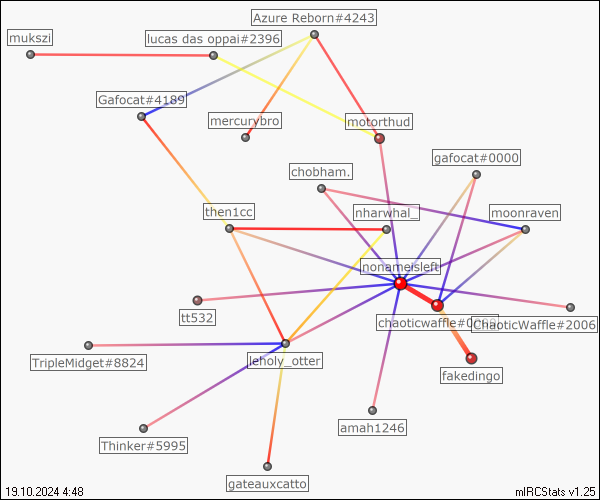 Azure Reborn#4243
mukszi
lucas das oppai#2396
Gafocat#4189
mercurybro
motorthud
gafocat#0000
chobham.
then1cc
nharwhal_
moonraven
nonameisleft
tt532
chaoticwaffle#0
ChaoticWaffle#2006
TripleMidget#8824
leholy_otter
fakedingo
amah1246
Thinker#5995
gateauxcatto
19.10.2024 4:48
mIRCStats v1.25